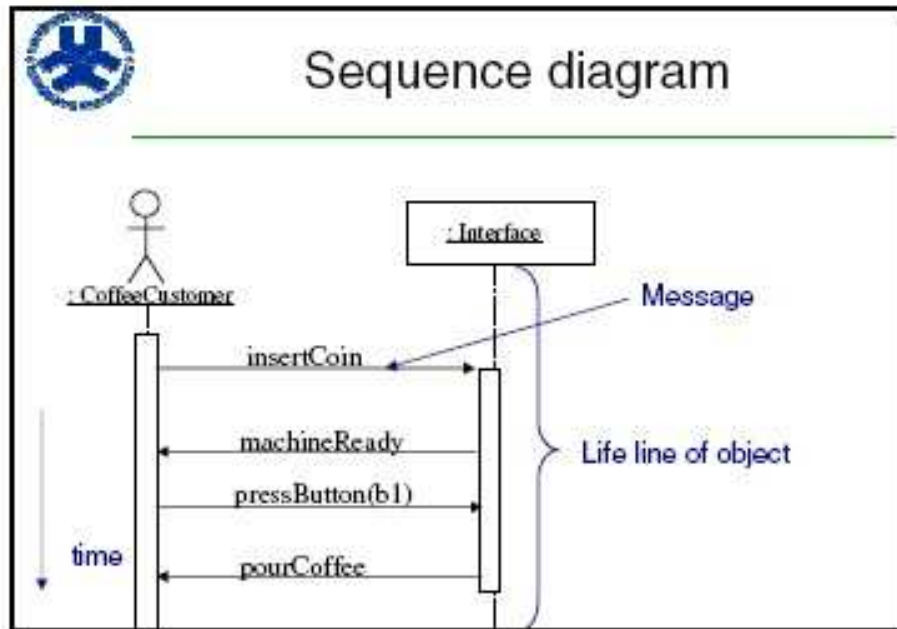 Sequence diagram
: Interface
: CoffeeCustomer
Message
insertCoin
machineReady
Life line of object
pressButton(b1)
time
pourCoffee